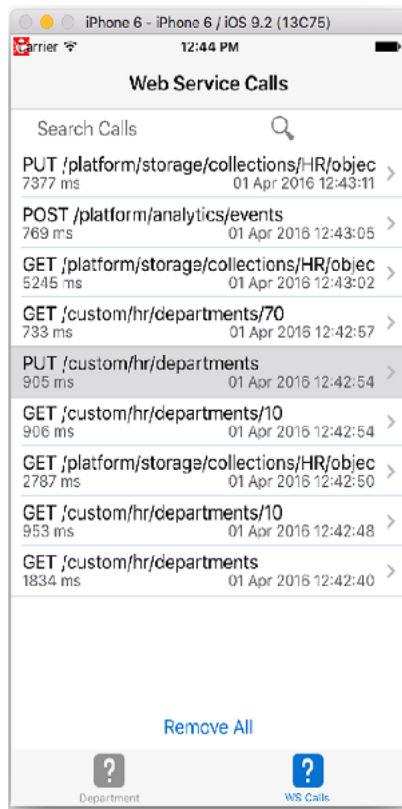 iPhone 6 - iPhone 6 / iOS 9.2 (13C75)
Carrier 12:44 PM
Web Service Calls
Search Calls
PUT /platform/storage/collections/HR/objec
7377 ms 01 Apr 2016 12:43:11
POST /platform/analytics/events
769 ms 01 Apr 2016 12:43:05
GET /platform/storage/collections/HR/objec
5245 ms 01 Apr 2016 12:43:02
GET /custom/hr/departments/70
733 ms 01 Apr 2016 12:42:57
PUT /custom/hr/departments
905 ms 01 Apr 2016 12:42:54
GET /custom/hr/departments/10
906 ms 01 Apr 2016 12:42:54
GET /platform/storage/collections/HR/objec
2787 ms 01 Apr 2016 12:42:50
GET /custom/hr/departments/10
953 ms 01 Apr 2016 12:42:48
GET /custom/hr/departments
1834 ms 01 Apr 2016 12:42:40
Remove All
? ?
Department WS Calls